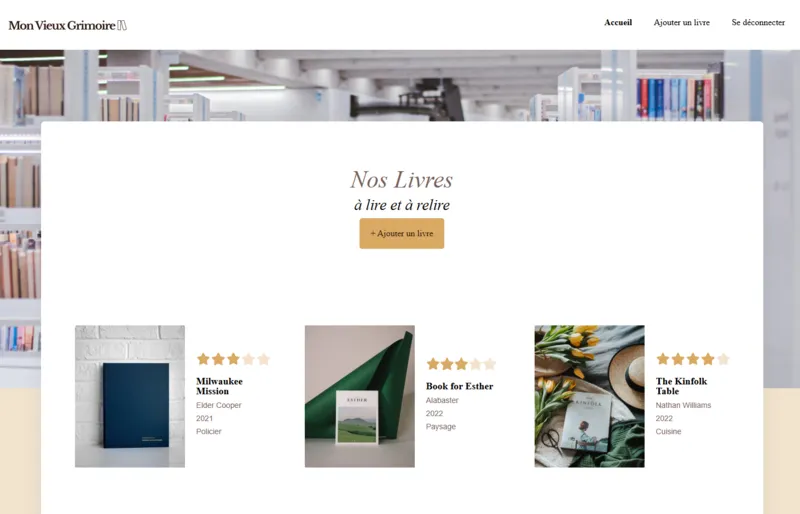 Mon Vieux Grimoire
Accueil
Ajouter un livre
Se déconnecter
Nos Livres
à lire et à relire
+ Ajouter un livre
Milwaukee
Mission
Elder Cooper
2021
Policier
ESTHER
Book for Esther
Alabaster
2022
Paysage
KINFOLK
The Kinfolk
Table
Nathan Williams
2022
Cuisine